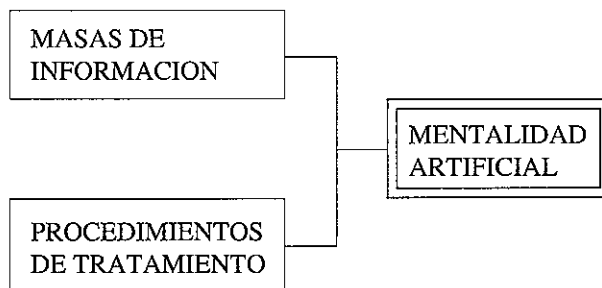 MASAS DE
INFORMACION
MENTALIDAD
ARTIFICIAL
PROCEDIMIENTOS
DE TRATAMIENTO